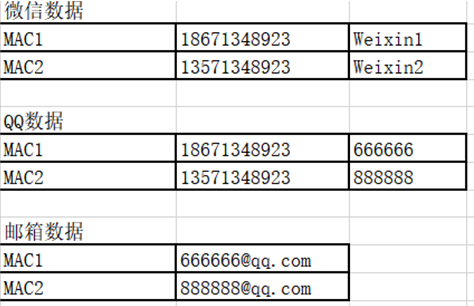 微信数据
MAC1 18671348923 Weixin1
MAC2 13571348923 Weixin2
QQ数据
MAC1 18671348923 666666
MAC2 13571348923 888888
邮箱数据
MAC1 666666@qq.com
MAC2 888888@qq.com